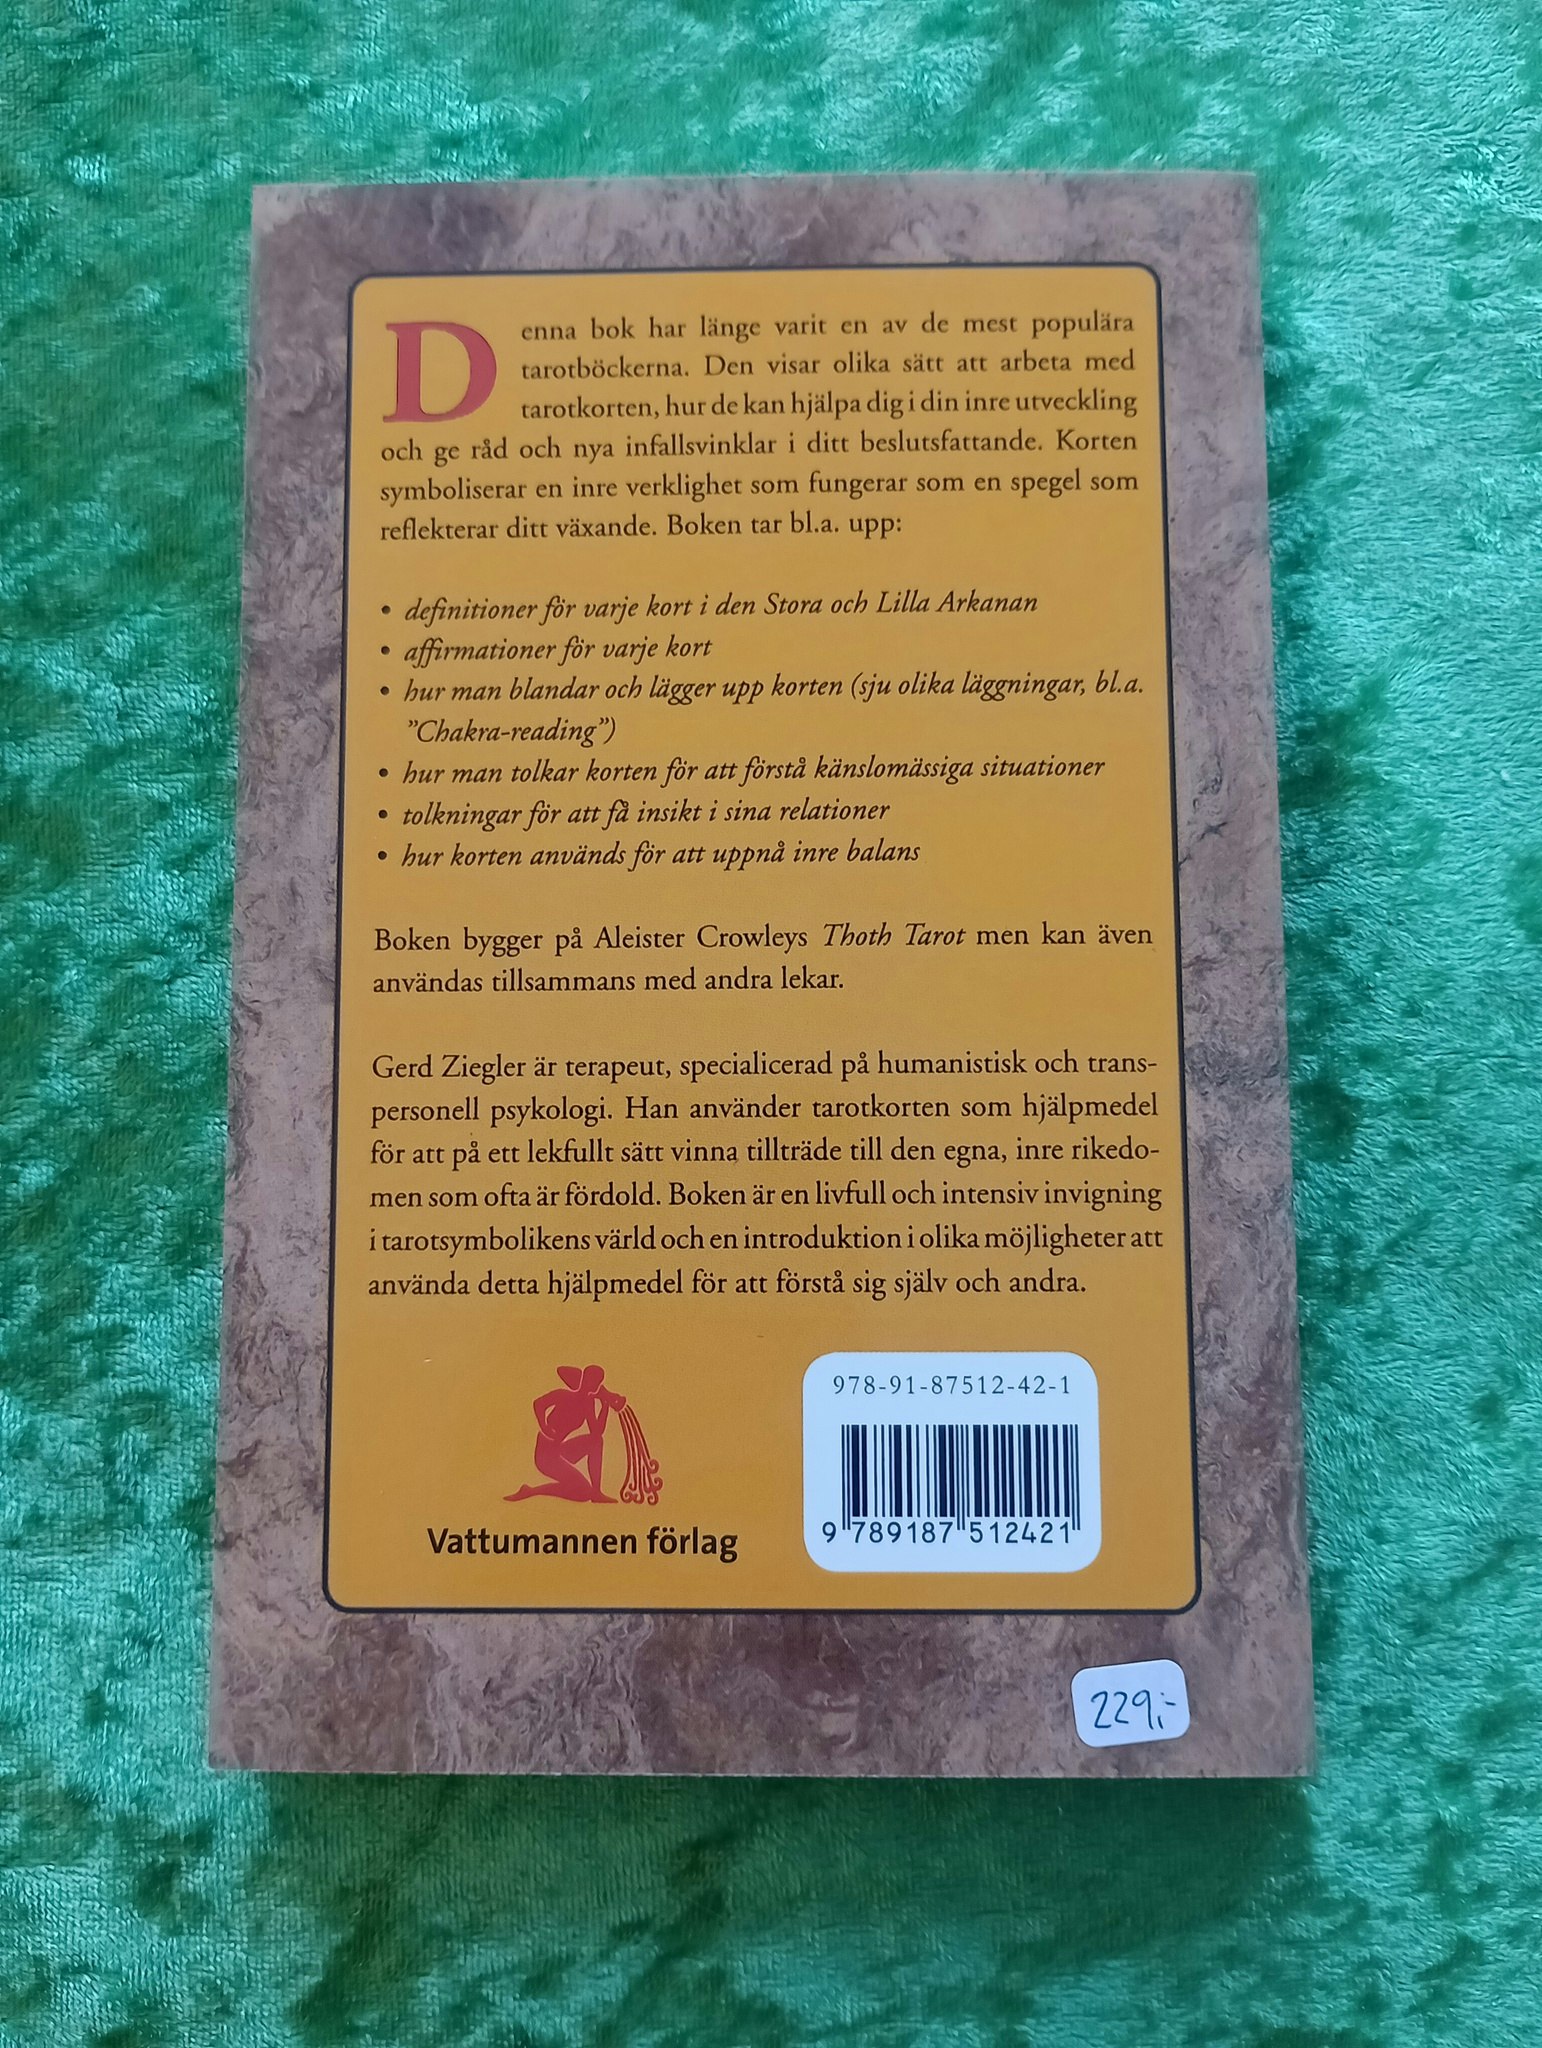 Denna bok har länge varit en av de mest populära
tarotböckerna. Den visar olika sätt att arbeta med
tarotkorten, hur de kan hjälpa dig i din inre utveckling
och ge råd och nya infallsvinklar i ditt beslutsfattande. Korten
symboliserar en inre verklighet som fungerar som en spegel som
reflekterar ditt växande. Boken tar bl.a. upp:
• definitioner för varje kort i den Stora och Lilla Arkanan
• affirmationer för varje kort
• hur man blandar och lägger upp korten (sju olika läggningar, bl.a.
”Chakra-reading”)
• hur man tolkar korten för att förstå känslomässiga situationer
• tolkningar för att få insikt i sina relationer
• hur korten används för att uppnå inre balans
Boken bygger på Aleister Crowleys Thoth Tarot men kan även
användas tillsammans med andra lekar.
Gerd Ziegler är terapeut, specialicerad på humanistisk och trans-
personell psykologi. Han använder tarotkorten som hjälpmedel
för att på ett lekfullt sätt vinna tillträde till den egna, inre rikedo-
men som ofta är fördold. Boken är en livfull och intensiv invigning
i tarotsymbolikens värld och en introduktion i olika möjligheter att
använda detta hjälpmedel för att förstå sig själv och andra.
Vattumannen förlag
978-91-87512-42-1
9 789187 512421
229,-